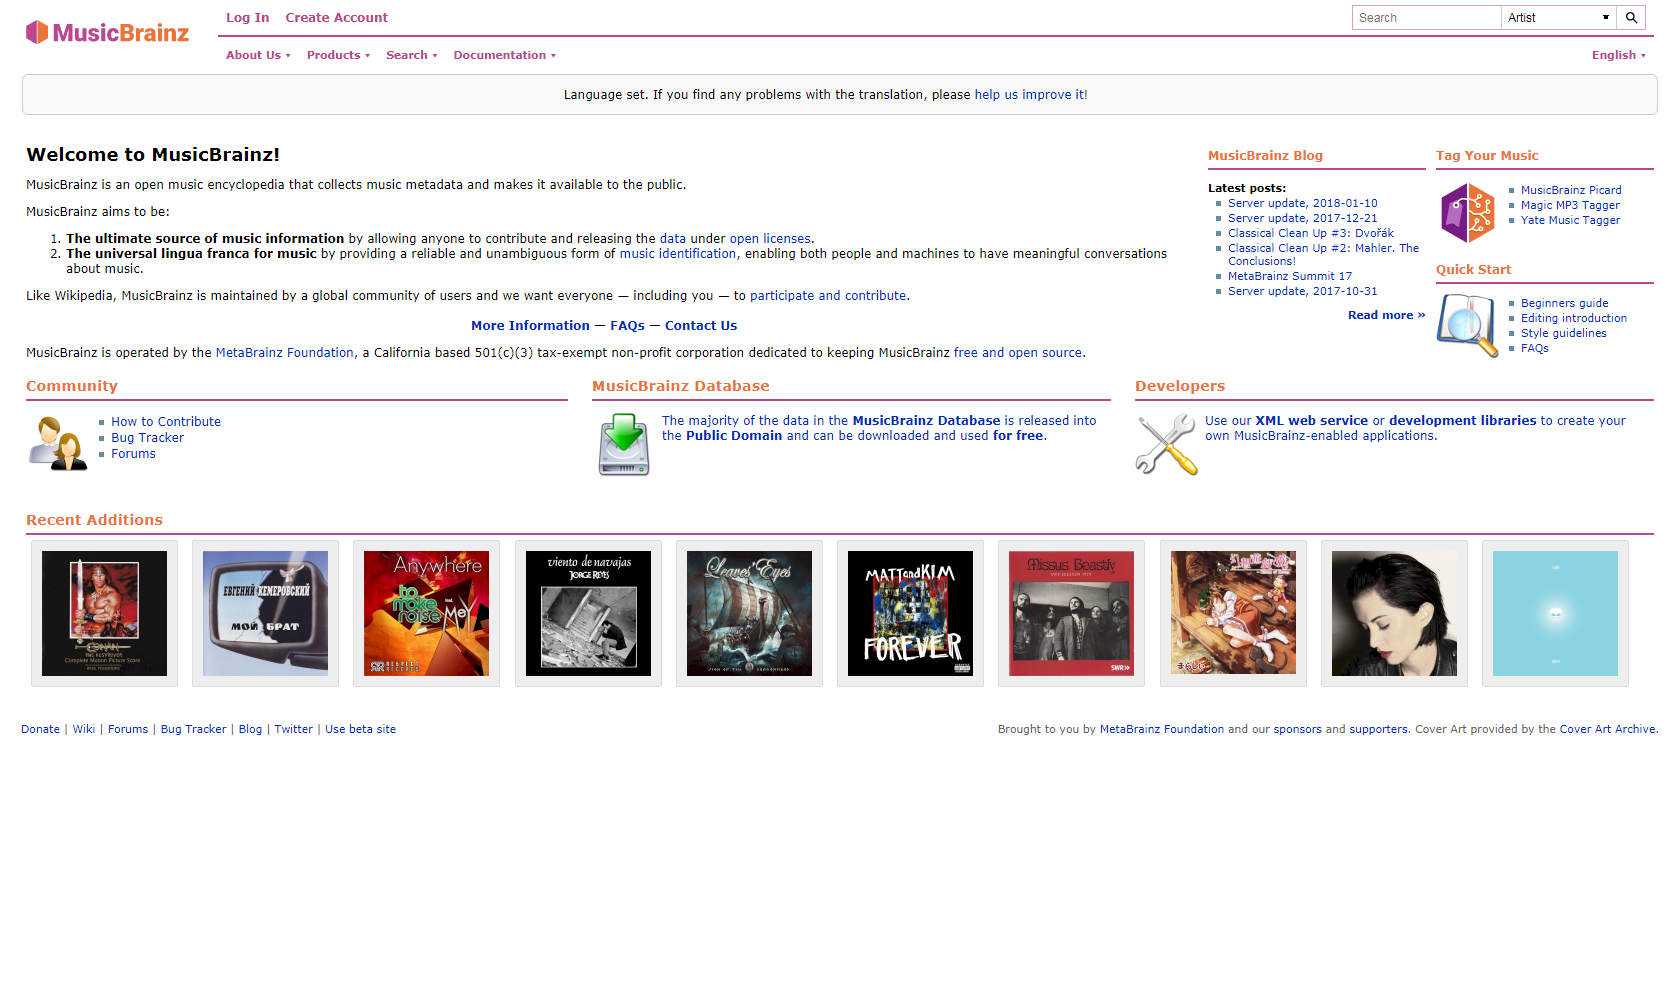 MusicBrainz
Log In Create Account
Search Artist
About Us Products Search Documentation
English
Language set. If you find any problems with the translation, please help us improve it!
Welcome to MusicBrainz!
MusicBrainz is an open music encyclopedia that collects music metadata and makes it available to the public.
MusicBrainz aims to be:
1. The ultimate source of music information by allowing anyone to contribute and releasing the data under open licenses.
2. The universal lingua franca for music by providing a reliable and unambiguous form of music identification, enabling both people and machines to have meaningful conversations
about music.
Like Wikipedia, MusicBrainz is maintained by a global community of users and we want everyone — including you — to participate and contribute.
More Information — FAQs — Contact Us
MusicBrainz is operated by the MetaBrainz Foundation, a California based 501(c)(3) tax-exempt non-profit corporation dedicated to keeping MusicBrainz free and open source.
MusicBrainz Blog
Latest posts:
Server update, 2018-01-10
Server update, 2017-12-21
Classical Clean Up #3: Dvořák
Classical Clean Up #2: Mahler. The
Conclusions!
MetaBrainz Summit 17
Server update, 2017-10-31
Read more »
Tag Your Music
MusicBrainz Picard
Magic MP3 Tagger
Yate Music Tagger
Quick Start
Beginners guide
Editing introduction
Style guidelines
FAQs
Community
How to Contribute
Bug Tracker
Forums
MusicBrainz Database
The majority of the data in the MusicBrainz Database is released into
the Public Domain and can be downloaded and used for free.
Developers
Use our XML web service or development libraries to create your
own MusicBrainz-enabled applications.
Recent Additions
CONAN
THE DESTROYER
Complete Motion Picture Score
ЕВГЕНИЙ КЕМЕРОВСКИЙ
МОЙ БРАТ
Anywhere
to
make
noise
feat.
MeY
RESPECT
RECORDS
viento de navajas
JORGE REYES
Leaves' Eyes
SIGN OF THE DRAGONHEAD
MATT and KIM
FOREVER
Missus Beastly
SWR»
#666
Donate | Wiki | Forums | Bug Tracker | Blog | Twitter | Use beta site
Brought to you by MetaBrainz Foundation and our sponsors and supporters. Cover Art provided by the Cover Art Archive.